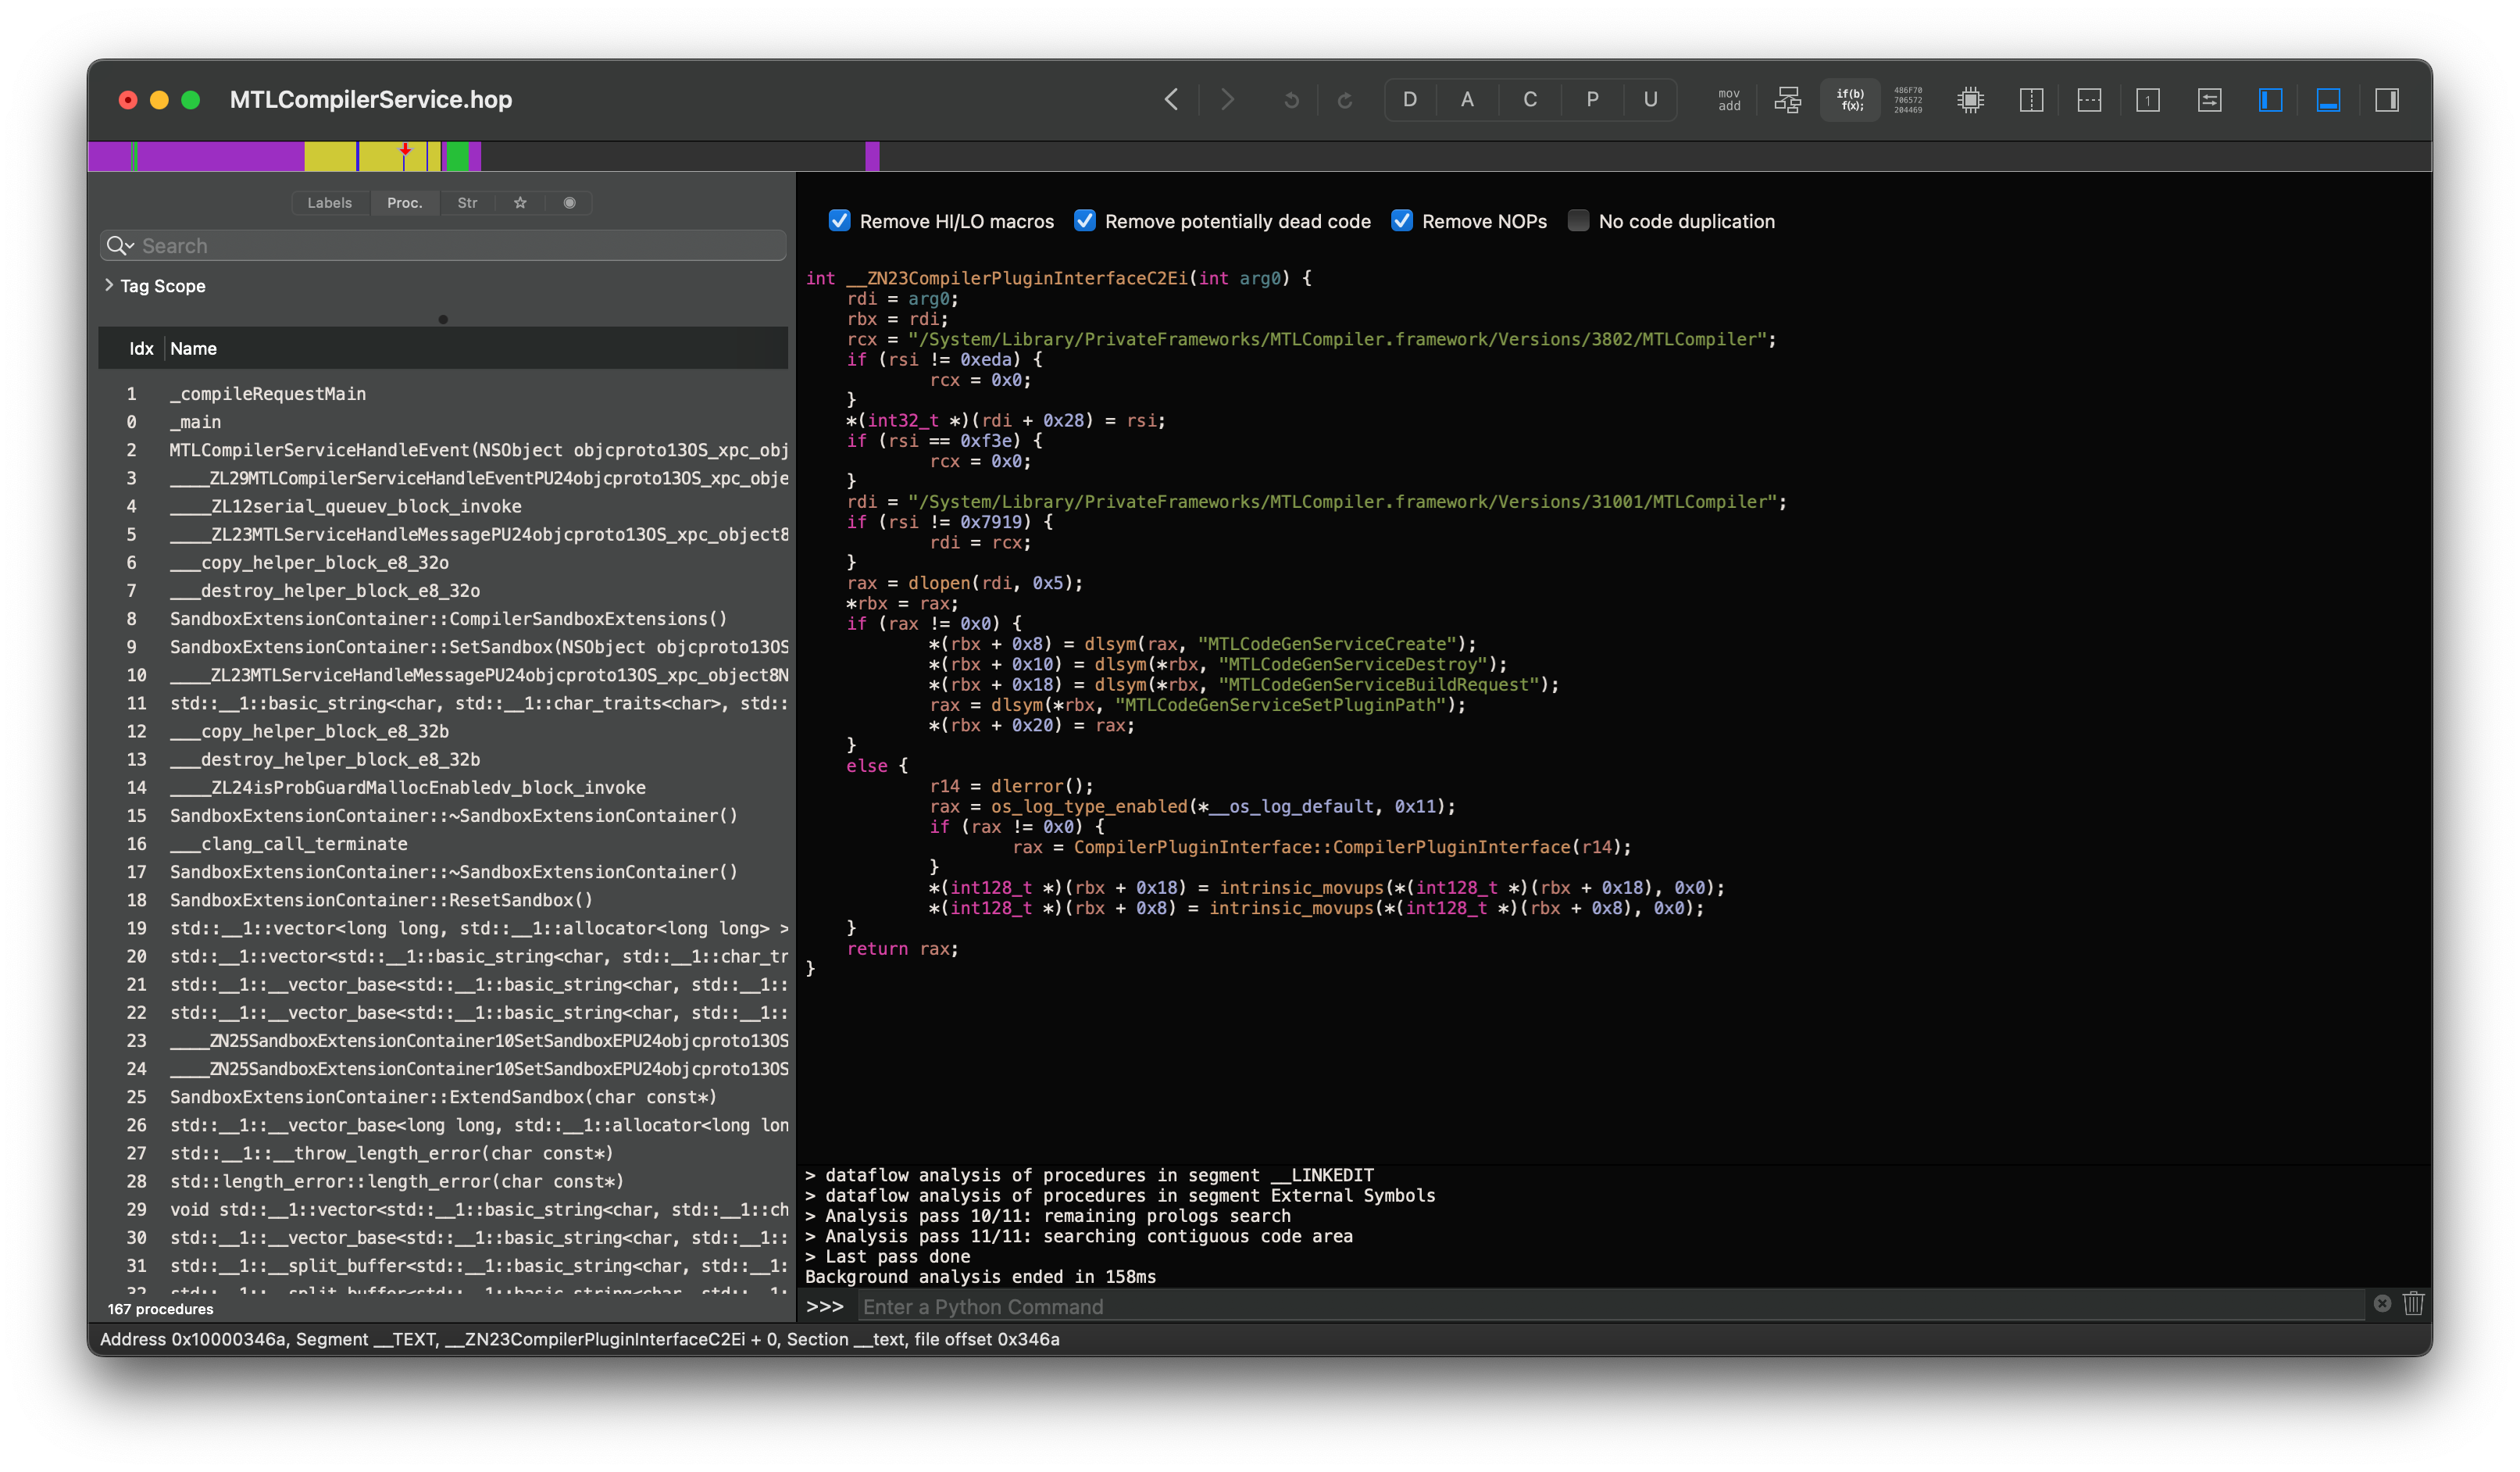 MTLCompilerService.hop
D A C P U
mov
add
if(b)
f(x);
486F70
706572
204469
1
Labels Proc. Str
Search
Tag Scope
Idx Name
1 _compileRequestMain
0 _main
2 MTLCompilerServiceHandleEvent(NSObject objcproto13OS_xpc_obj
3 ____ZL29MTLCompilerServiceHandleEventPU24objcproto13OS_xpc_obje
4 ____ZL12serial_queuev_block_invoke
5 ____ZL23MTLServiceHandleMessagePU24objcproto13OS_xpc_object8
6 ___copy_helper_block_e8_32o
7 ___destroy_helper_block_e8_32o
8 SandboxExtensionContainer::CompilerSandboxExtensions()
9 SandboxExtensionContainer::SetSandbox(NSObject objcproto13OS
10 ____ZL23MTLServiceHandleMessagePU24objcproto13OS_xpc_object8N
11 std::__1::basic_string<char, std::__1::char_traits<char>, std::
12 ___copy_helper_block_e8_32b
13 ___destroy_helper_block_e8_32b
14 ____ZL24isProbGuardMallocEnabledv_block_invoke
15 SandboxExtensionContainer::~SandboxExtensionContainer()
16 ___clang_call_terminate
17 SandboxExtensionContainer::~SandboxExtensionContainer()
18 SandboxExtensionContainer::ResetSandbox()
19 std::__1::vector<long long, std::__1::allocator<long long> >
20 std::__1::vector<std::__1::basic_string<char, std::__1::char_tr
21 std::__1::__vector_base<std::__1::basic_string<char, std::__1::
22 std::__1::__vector_base<std::__1::basic_string<char, std::__1::
23 ____ZN25SandboxExtensionContainer10SetSandboxEPU24objcproto13OS
24 ____ZN25SandboxExtensionContainer10SetSandboxEPU24objcproto13OS
25 SandboxExtensionContainer::ExtendSandbox(char const*)
26 std::__1::__vector_base<long long, std::__1::allocator<long lon
27 std::__1::__throw_length_error(char const*)
28 std::length_error::length_error(char const*)
29 void std::__1::vector<std::__1::basic_string<char, std::__1::ch
30 std::__1::__vector_base<std::__1::basic_string<char, std::__1::
31 std::__1::__split_buffer<std::__1::basic_string<char, std::__1:
32 std::__1::__split_buffer<std::__1::basic_string<char, std::__1:
167 procedures
Remove HI/LO macros Remove potentially dead code Remove NOPs No code duplication
int __ZN23CompilerPluginInterfaceC2Ei(int arg0) {
rdi = arg0;
rbx = rdi;
rcx = "/System/Library/PrivateFrameworks/MTLCompiler.framework/Versions/3802/MTLCompiler";
if (rsi != 0xeda) {
rcx = 0x0;
}
*(int32_t *)(rdi + 0x28) = rsi;
if (rsi == 0xf3e) {
rcx = 0x0;
}
rdi = "/System/Library/PrivateFrameworks/MTLCompiler.framework/Versions/31001/MTLCompiler";
if (rsi != 0x7919) {
rdi = rcx;
}
rax = dlopen(rdi, 0x5);
*rbx = rax;
if (rax != 0x0) {
*(rbx + 0x8) = dlsym(rax, "MTLCodeGenServiceCreate");
*(rbx + 0x10) = dlsym(*rbx, "MTLCodeGenServiceDestroy");
*(rbx + 0x18) = dlsym(*rbx, "MTLCodeGenServiceBuildRequest");
rax = dlsym(*rbx, "MTLCodeGenServiceSetPluginPath");
*(rbx + 0x20) = rax;
}
else {
r14 = dlerror();
rax = os_log_type_enabled(*__os_log_default, 0x11);
if (rax != 0x0) {
rax = CompilerPluginInterface::CompilerPluginInterface(r14);
}
*(int128_t *)(rbx + 0x18) = intrinsic_movups(*(int128_t *)(rbx + 0x18), 0x0);
*(int128_t *)(rbx + 0x8) = intrinsic_movups(*(int128_t *)(rbx + 0x8), 0x0);
}
return rax;
}
> dataflow analysis of procedures in segment __LINKEDIT
> dataflow analysis of procedures in segment External Symbols
> Analysis pass 10/11: remaining prologs search
> Analysis pass 11/11: searching contiguous code area
> Last pass done
Background analysis ended in 158ms
>>> Enter a Python Command
Address 0x10000346a, Segment __TEXT, __ZN23CompilerPluginInterfaceC2Ei + 0, Section __text, file offset 0x346a